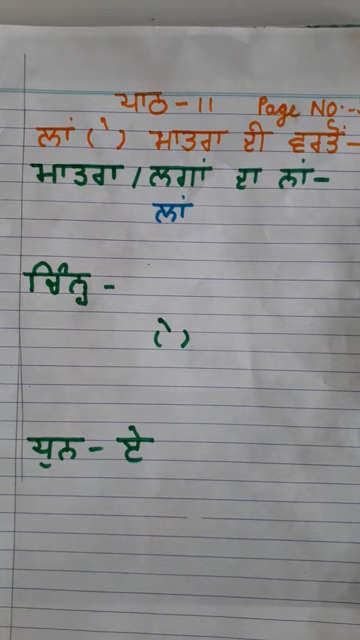 ਪਾਠ - 11 Page NO:-
ਲਾਂ ( ੇ ) ਮਾਤਰਾ ਦੀ ਵਰਤੋਂ-
ਮਾਤਰਾ / ਲਗਾਂ ਦਾ ਨਾਂ-
ਲਾਂ
ਚਿੰਨ੍ਹ -
( ੇ )
ਧੁਨ - ਏ